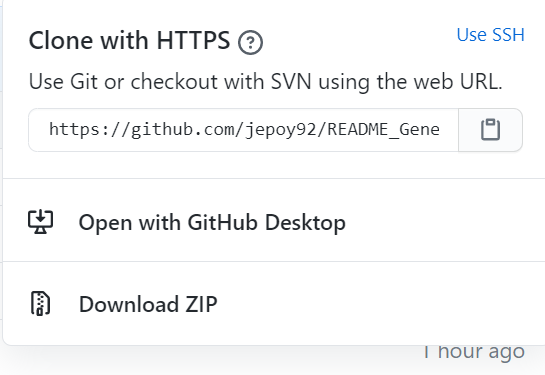 Clone with HTTPS ?
Use SSH
Use Git or checkout with SVN using the web URL.
https://github.com/jepoy92/README_Gene
Open with GitHub Desktop
Download ZIP
1 hour ago